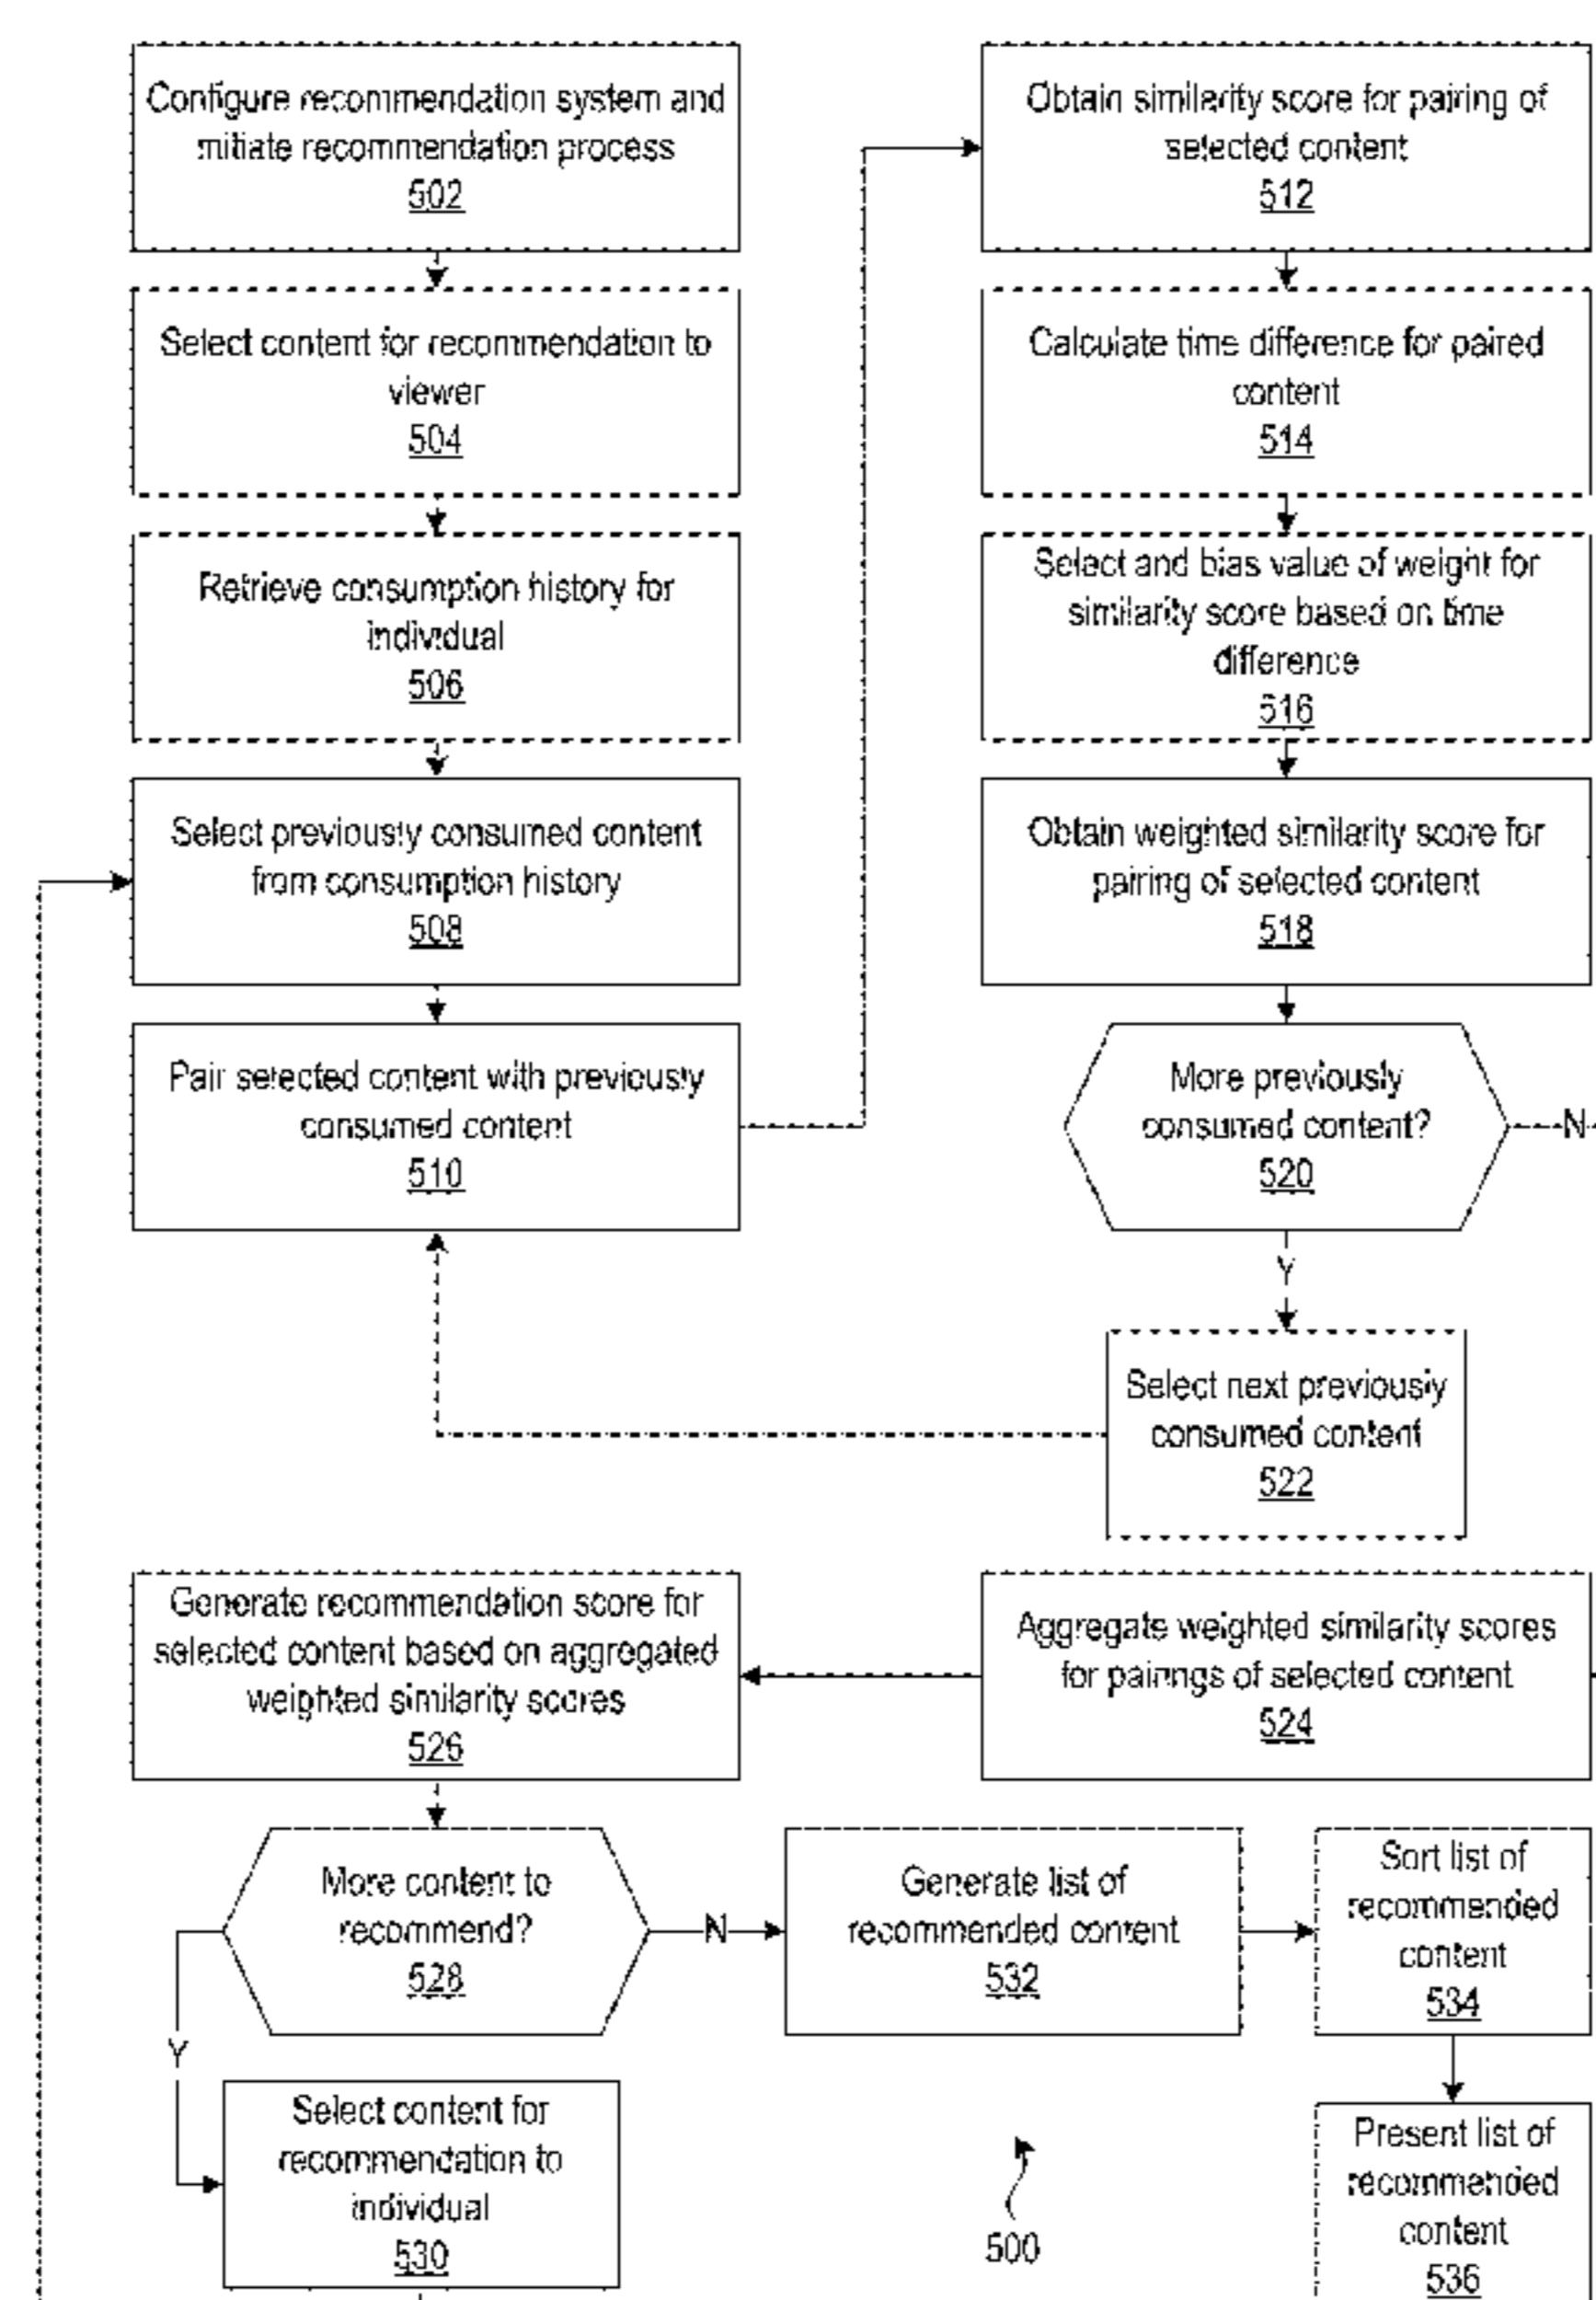 Configure recommendation system and
initiate recommendation process
502
Select content for recommendation to
viewer
504
Retrieve consumption history for
individual
506
Select previously consumed content
from consumption history
508
Pair selected content with previously
consumed content
510
Obtain similarity score for pairing of
selected content
512
Calculate time difference for paired
content
514
Select and bias value of weight for
similarity score based on time
difference
516
Obtain weighted similarity score for
pairing of selected content
518
More previously
consumed content?
520
N
Y
Select next previously
consumed content
522
Aggregate weighted similarity scores
for pairings of selected content
524
Generate recommendation score for
selected content based on aggregated
weighted similarity scores
526
More content to
recommend?
528
N
Y
Select content for
recommendation to
individual
530
Generate list of
recommended content
532
Sort list of
recommended
content
534
Present list of
recommended
content
536
500